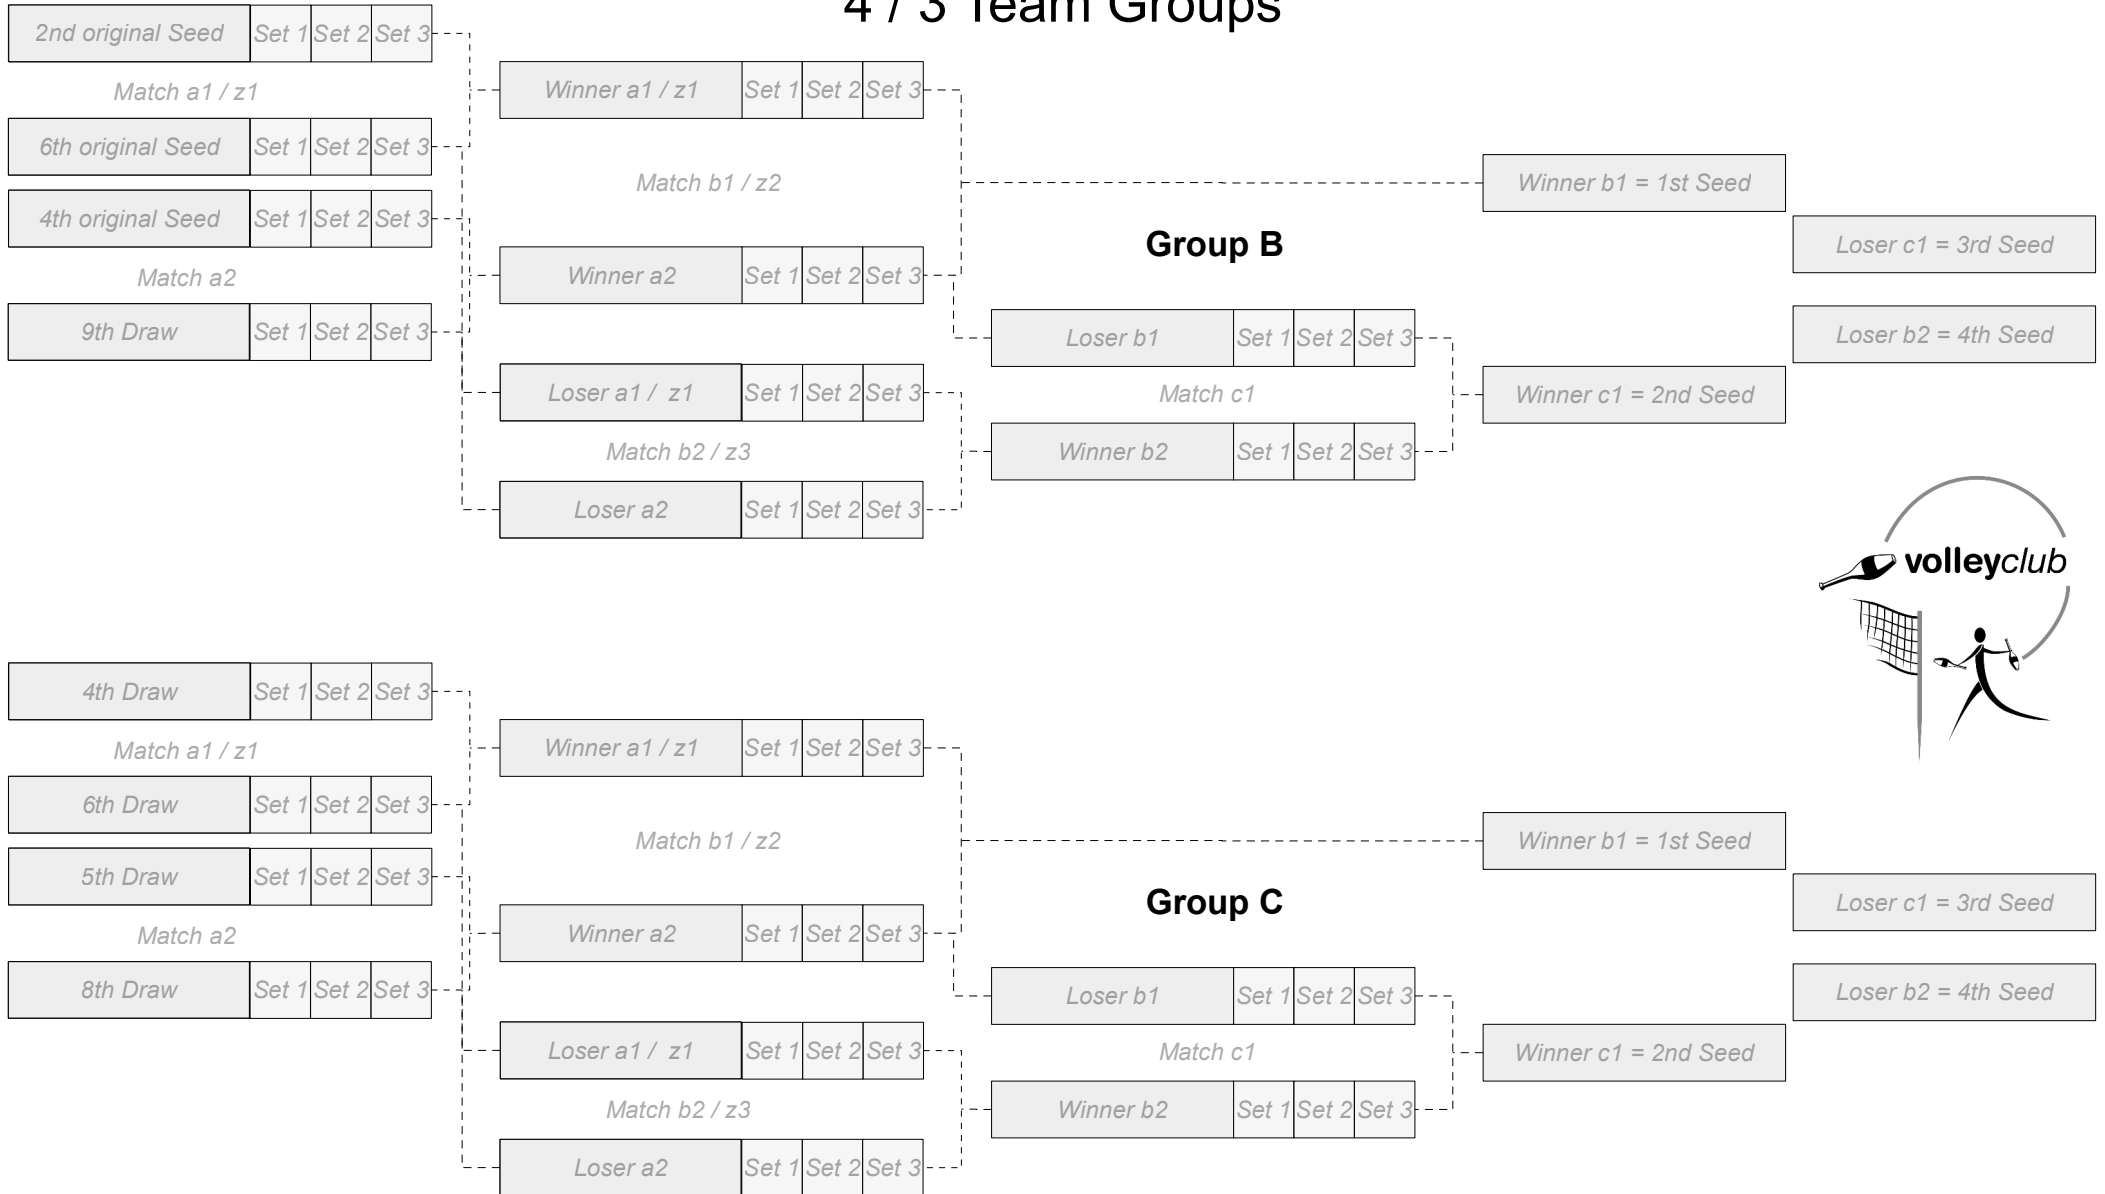 4 / 3 Team Groups
2nd original Seed Set 1 Set 2 Set 3
Match a1 / z1
6th original Seed Set 1 Set 2 Set 3
4th original Seed Set 1 Set 2 Set 3
Match a2
9th Draw Set 1 Set 2 Set 3
Winner a1 / z1 Set 1 Set 2 Set 3
Match b1 / z2
Winner a2 Set 1 Set 2 Set 3
Loser a1 / z1 Set 1 Set 2 Set 3
Match b2 / z3
Loser a2 Set 1 Set 2 Set 3
Group B
Loser b1 Set 1 Set 2 Set 3
Match c1
Winner b2 Set 1 Set 2 Set 3
Winner b1 = 1st Seed
Winner c1 = 2nd Seed
Loser c1 = 3rd Seed
Loser b2 = 4th Seed
volleyclub
4th Draw Set 1 Set 2 Set 3
Match a1 / z1
6th Draw Set 1 Set 2 Set 3
5th Draw Set 1 Set 2 Set 3
Match a2
8th Draw Set 1 Set 2 Set 3
Winner a1 / z1 Set 1 Set 2 Set 3
Match b1 / z2
Winner a2 Set 1 Set 2 Set 3
Loser a1 / z1 Set 1 Set 2 Set 3
Match b2 / z3
Loser a2 Set 1 Set 2 Set 3
Group C
Loser b1 Set 1 Set 2 Set 3
Match c1
Winner b2 Set 1 Set 2 Set 3
Winner b1 = 1st Seed
Winner c1 = 2nd Seed
Loser c1 = 3rd Seed
Loser b2 = 4th Seed